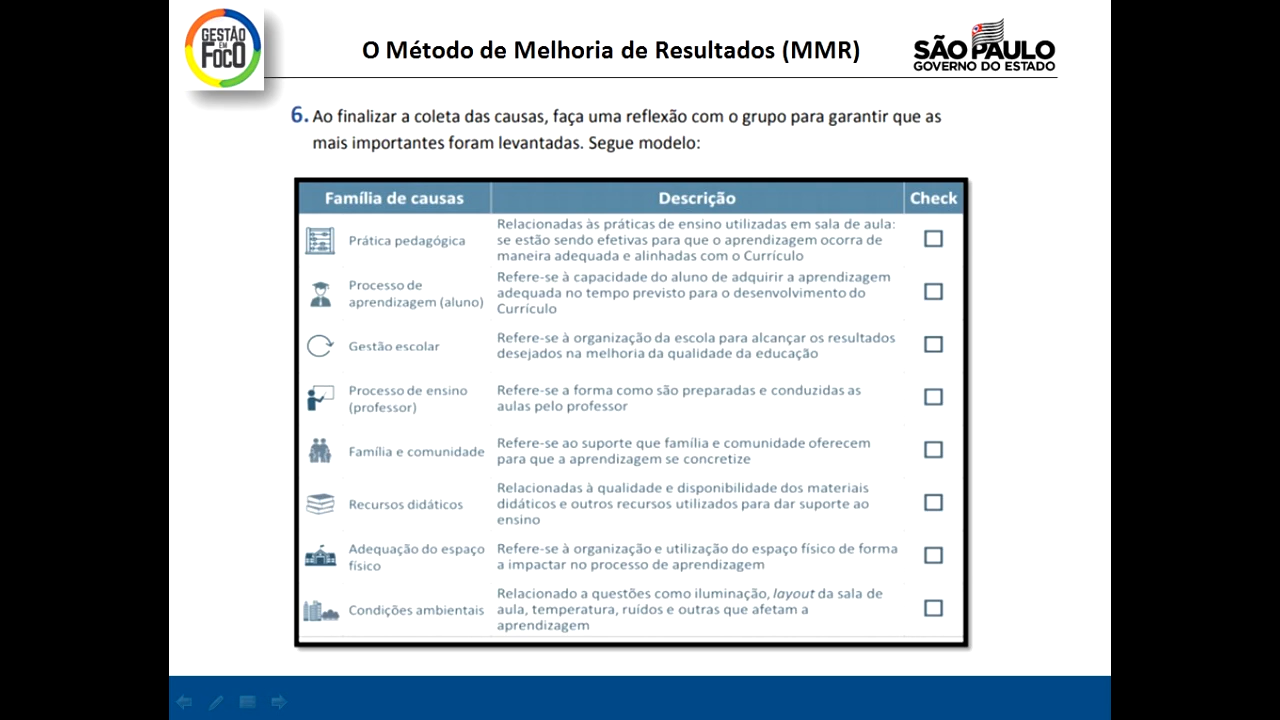 GESTÃO
EM
FOCO
O Método de Melhoria de Resultados (MMR)
SÃO PAULO
GOVERNO DO ESTADO
6. Ao finalizar a coleta das causas, faça uma reflexão com o grupo para garantir que as
mais importantes foram levantadas. Segue modelo:
Família de causas Descrição Check
Prática pedagógica
Relacionadas às práticas de ensino utilizadas em sala de aula:
se estão sendo efetivas para que o aprendizagem ocorra de
maneira adequada e alinhadas com o Currículo
Processo de
aprendizagem (aluno)
Refere-se à capacidade do aluno de adquirir a aprendizagem
adequada no tempo previsto para o desenvolvimento do
Currículo
Gestão escolar
Refere-se à organização da escola para alcançar os resultados
desejados na melhoria da qualidade da educação
Processo de ensino
(professor)
Refere-se a forma como são preparadas e conduzidas as
aulas pelo professor
Família e comunidade
Refere-se ao suporte que família e comunidade oferecem
para que a aprendizagem se concretize
Recursos didáticos
Relacionadas à qualidade e disponibilidade dos materiais
didáticos e outros recursos utilizados para dar suporte ao
ensino
Adequação do espaço
físico
Refere-se à organização e utilização do espaço físico de forma
a impactar no processo de aprendizagem
Condições ambientais
Relacionado a questões como iluminação, layout da sala de
aula, temperatura, ruídos e outras que afetam a
aprendizagem